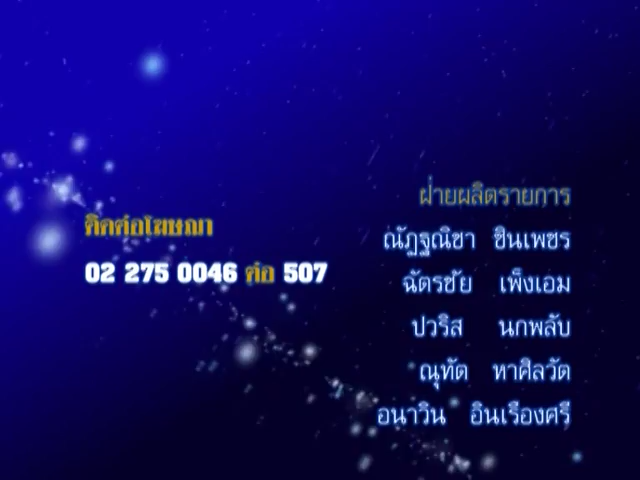 ติดต่อโฆษณา
02 275 0046 ต่อ 507
ฝ่ายผลิตรายการ
ณัฏฐณิชา ชินเพชร
ฉัตรชัย เพ็งเอม
ปวริส นกพลับ
ณุทัต หาศิลวัต
อนาวิน อินเรืองศรี